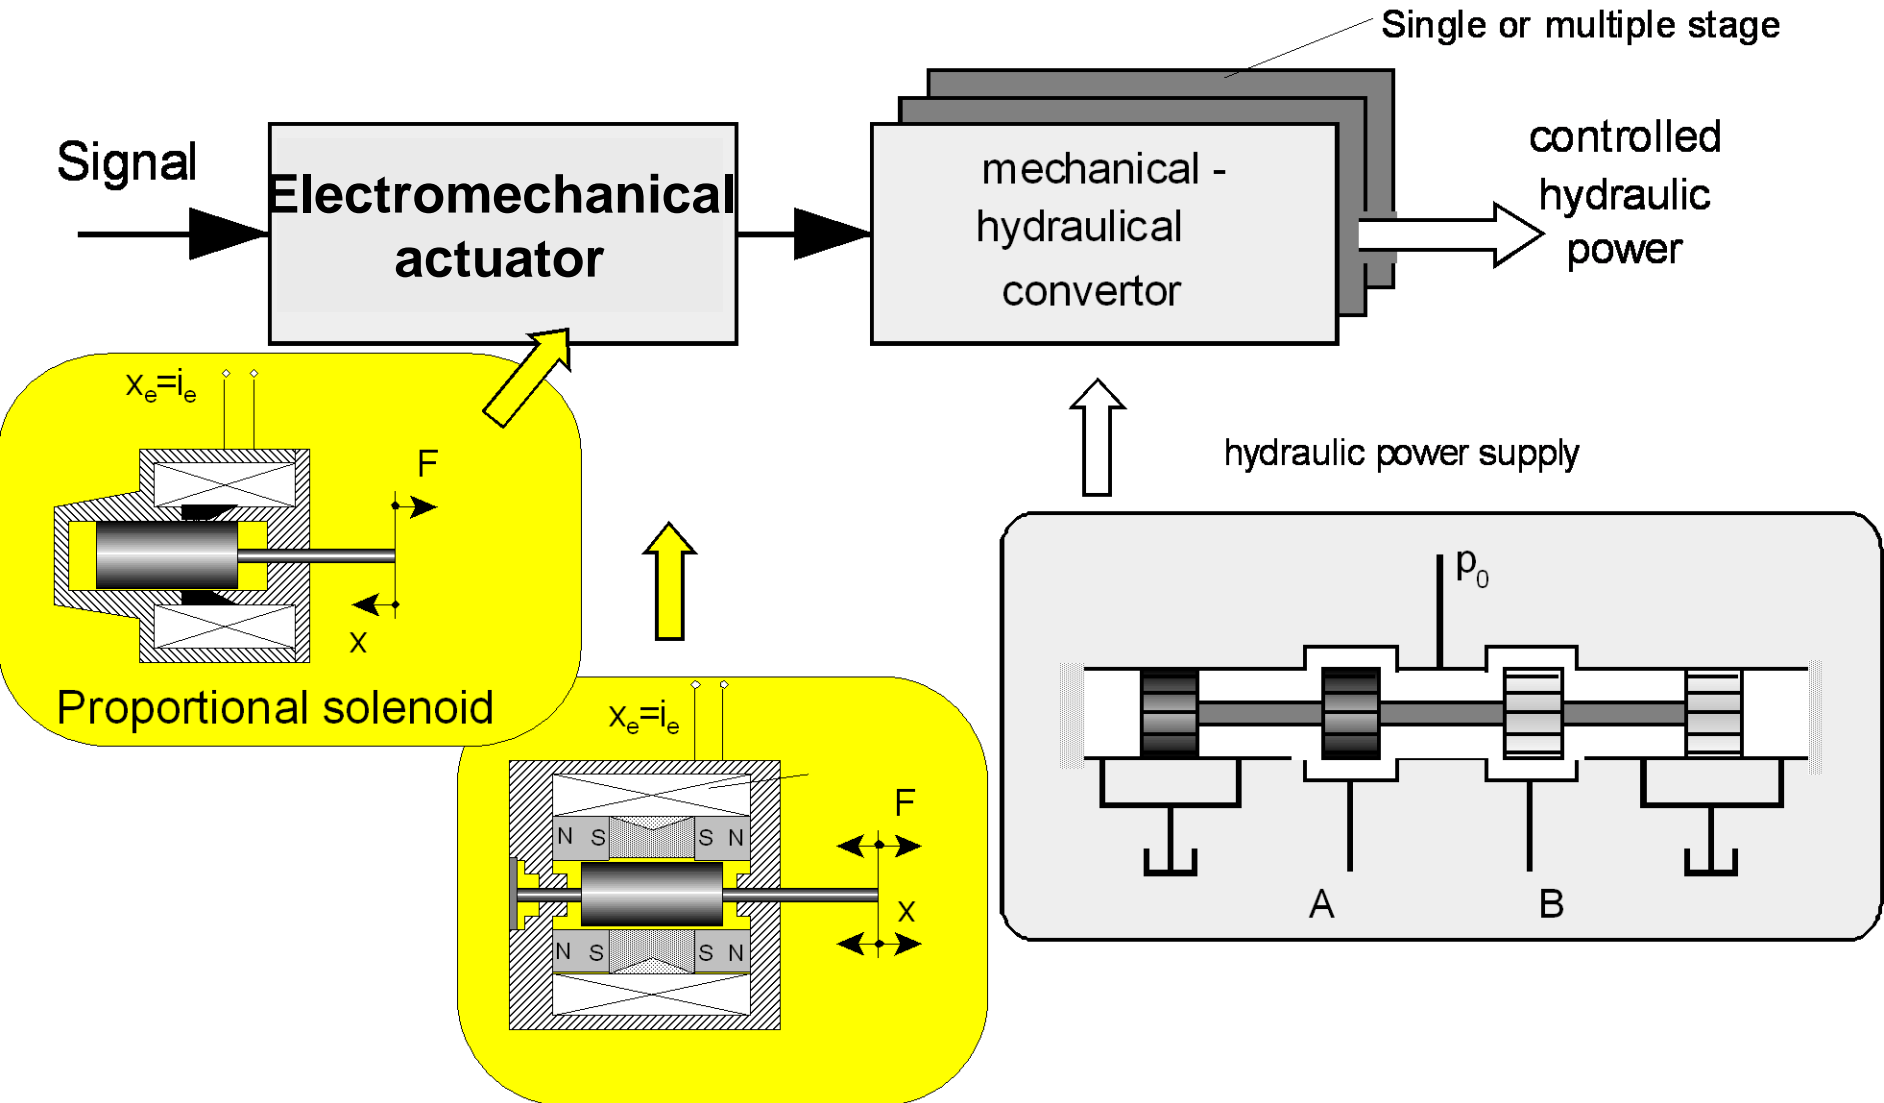 Single or multiple stage
Signal
Electromechanical
actuator
mechanical -
hydraulical
convertor
controlled
hydraulic
power
xe=ie
F
x
Proportional solenoid
hydraulic power supply
p0
A
B
xe=ie
N S S N
F
x
N S S N